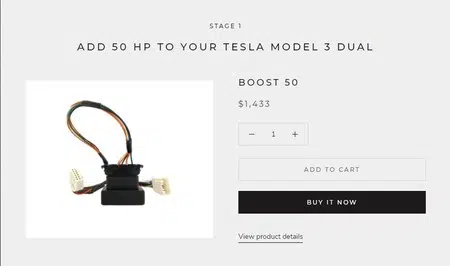 STAGE 1
ADD 50 HP TO YOUR TESLA MODEL 3 DUAL
BOOST 50
$1,433
− 1 +
ADD TO CART
BUY IT NOW
View product details